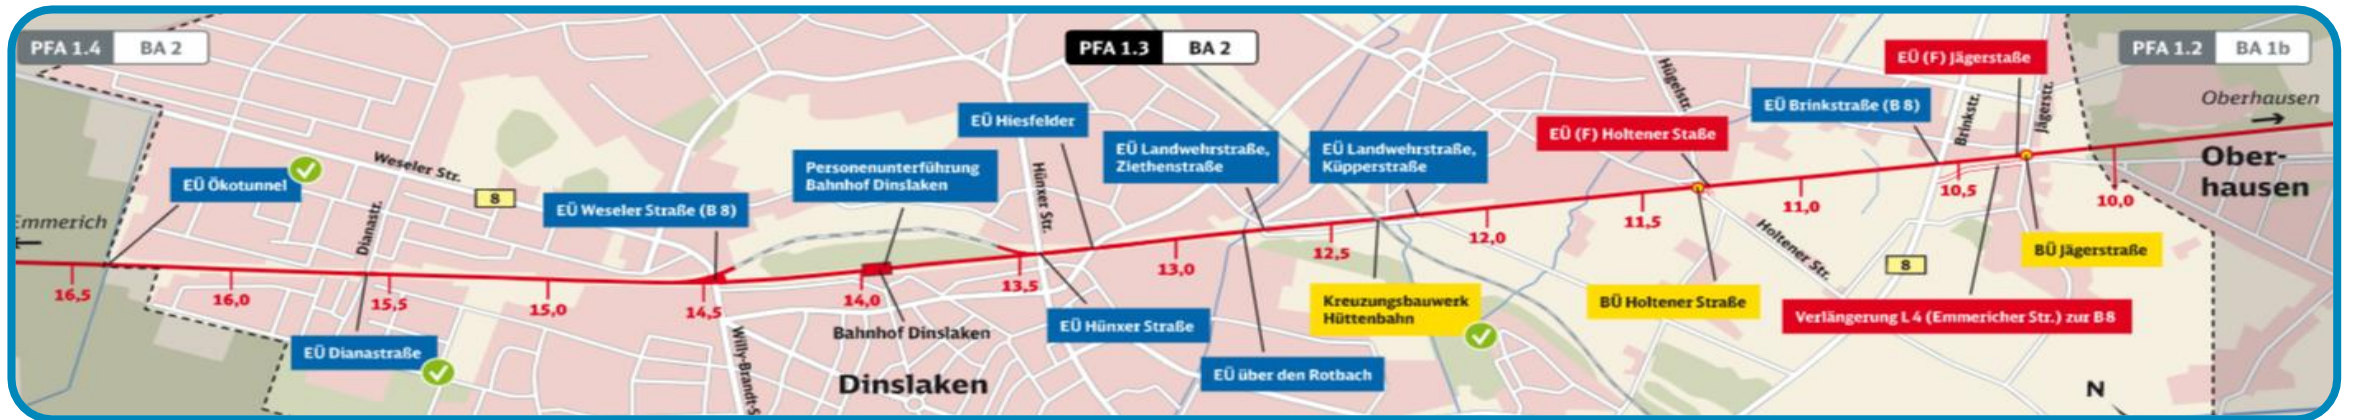 PFA 1.4 BA 2
PFA 1.3 BA 2
PFA 1.2 BA 1b
EÜ (F) Jägerstaße
Hügelstr.
Brinkstr.
Jägerstr.
Oberhausen
EÜ Brinkstraße (B 8)
EÜ Hiesfelder
EÜ (F) Holtener Staße
EÜ Landwehrstraße,
Ziethenstraße
EÜ Landwehrstraße,
Küpperstraße
Personenunterführung
Bahnhof Dinslaken
Weseler Str.
8
EÜ Ökotunnel
EÜ Weseler Straße (B 8)
Hünxer Str.
Dianastr.
Emmerich
Ober-
hausen
Holtener Str.
BÜ Jägerstraße
8
16,5
16,0
15,5
15,0
14,5
14,0
13,5
13,0
12,5
12,0
11,5
11,0
10,5
10,0
Kreuzungsbauwerk
Hüttenbahn
BÜ Holtener Straße
Verlängerung L 4 (Emmericher Str.) zur B 8
EÜ Hünxer Straße
Bahnhof Dinslaken
EÜ Dianastraße
Willy-Brandt-S
EÜ über den Rotbach
Dinslaken
N